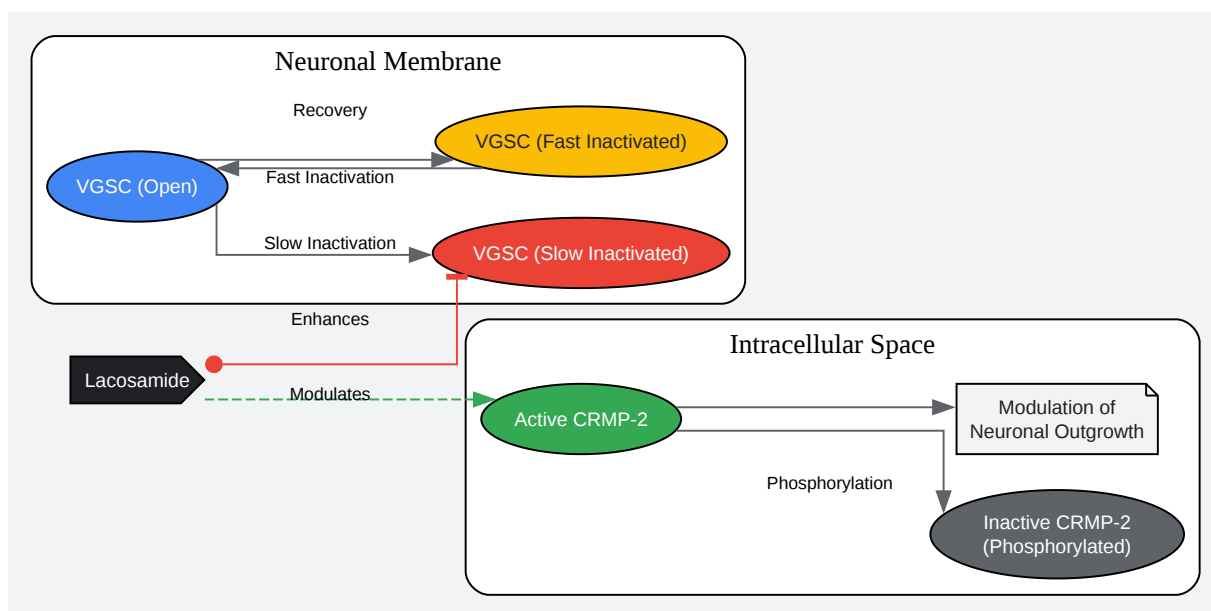 Neuronal Membrane
Recovery
VGSC (Fast Inactivated)
VGSC (Open)
Fast Inactivation
Slow Inactivation
VGSC (Slow Inactivated)
Enhances
Intracellular Space
Lacosamide
Modulates
Active CRMP-2
Modulation of
Neuronal Outgrowth
Phosphorylation
Inactive CRMP-2
(Phosphorylated)